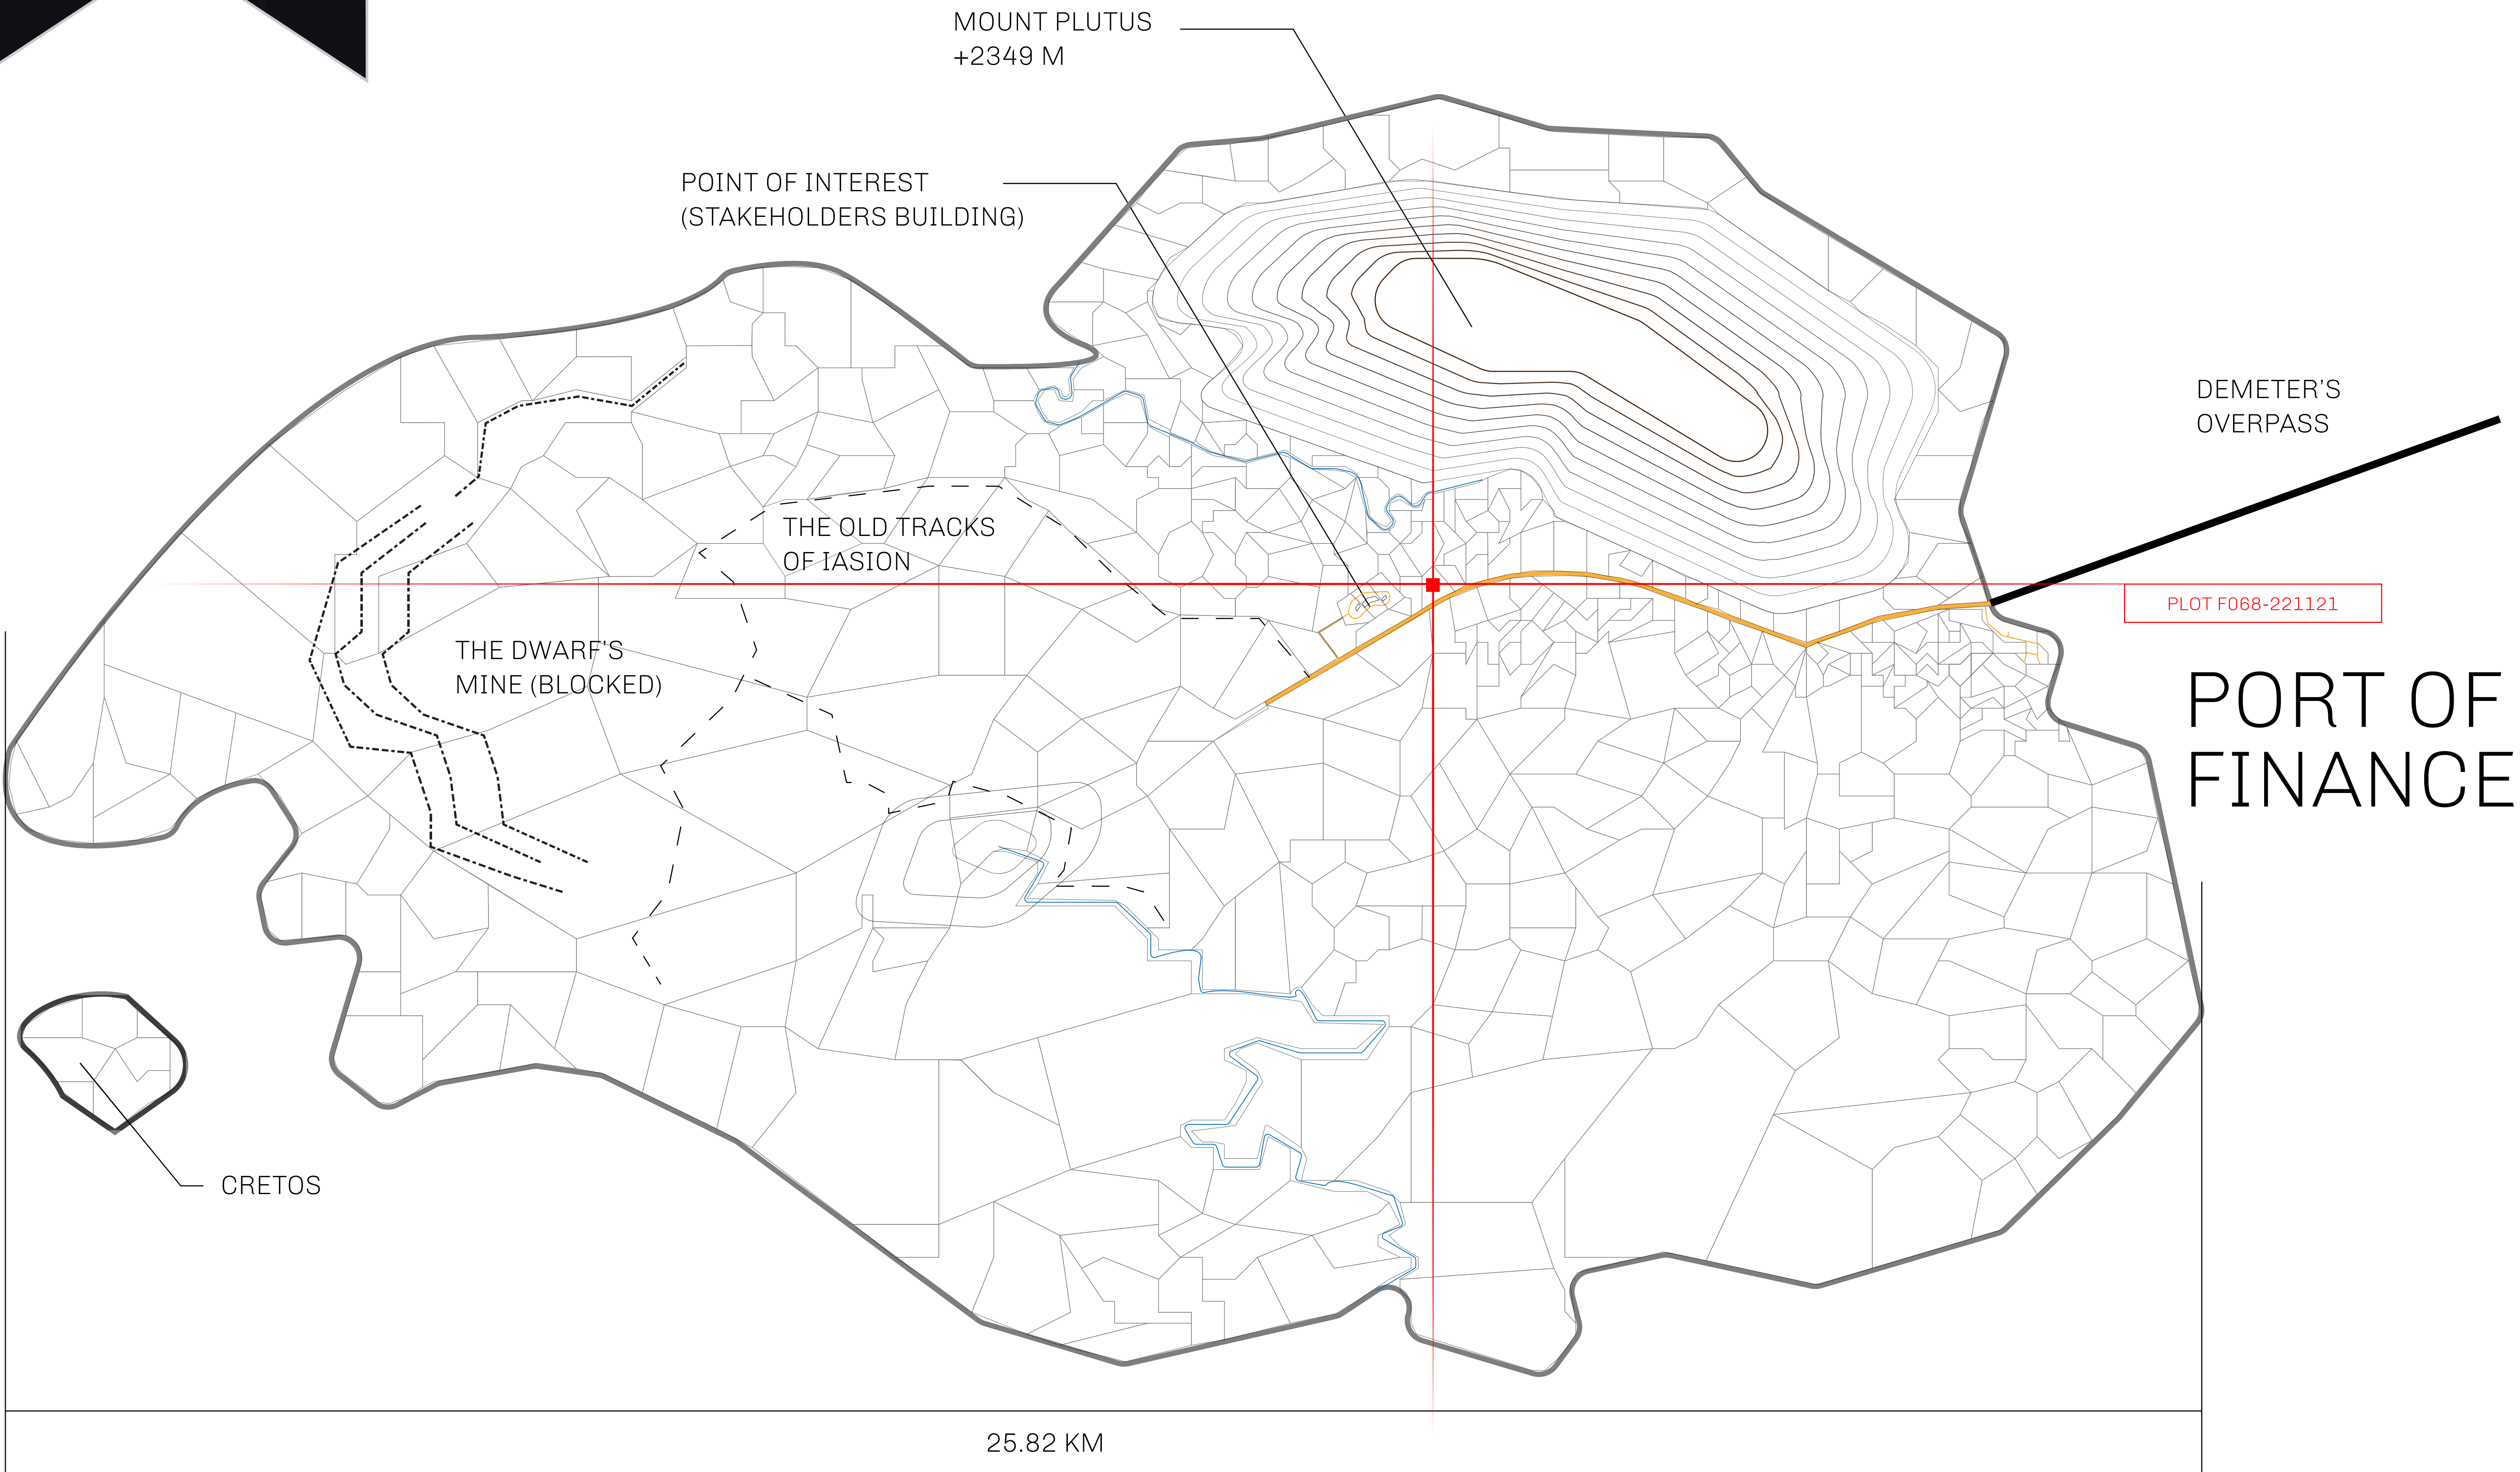 MOUNT PLUTUS
+2349 M
POINT OF INTEREST
(STAKEHOLDERS BUILDING)
DEMETER'S
OVERPASS
THE OLD TRACKS
OF IASION
PLOT F068-221121
THE DWARF'S
MINE (BLOCKED)
PORT OF
FINANCE
CRETOS
25.82 KM